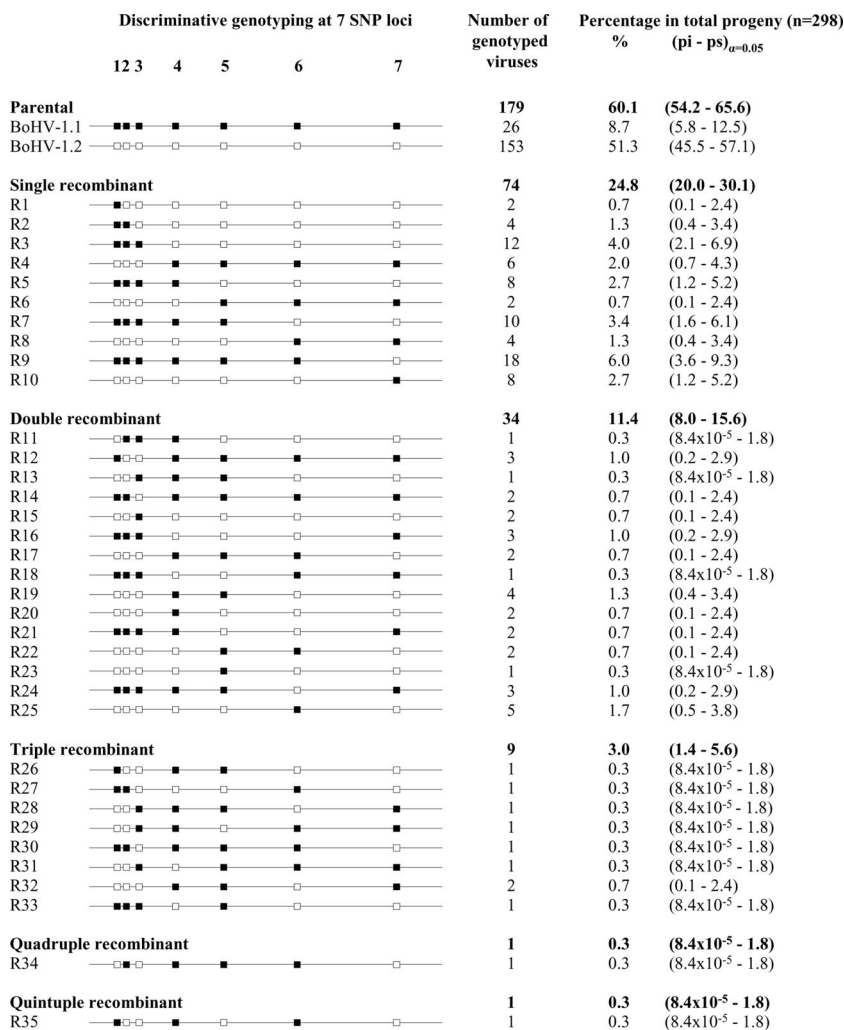 Discriminative genotyping at 7 SNP loci Number of genotyped viruses Percentage in total progeny (n=298)
% (pi - ps)α=0.05
1 2 3 4 5 6 7
Parental 179 60.1 (54.2 - 65.6)
BoHV-1.1 26 8.7 (5.8 - 12.5)
BoHV-1.2 153 51.3 (45.5 - 57.1)
Single recombinant 74 24.8 (20.0 - 30.1)
R1 2 0.7 (0.1 - 2.4)
R2 4 1.3 (0.4 - 3.4)
R3 12 4.0 (2.1 - 6.9)
R4 6 2.0 (0.7 - 4.3)
R5 8 2.7 (1.2 - 5.2)
R6 2 0.7 (0.1 - 2.4)
R7 10 3.4 (1.6 - 6.1)
R8 4 1.3 (0.4 - 3.4)
R9 18 6.0 (3.6 - 9.3)
R10 8 2.7 (1.2 - 5.2)
Double recombinant 34 11.4 (8.0 - 15.6)
R11 1 0.3 (8.4x10⁻⁵ - 1.8)
R12 3 1.0 (0.2 - 2.9)
R13 1 0.3 (8.4x10⁻⁵ - 1.8)
R14 2 0.7 (0.1 - 2.4)
R15 2 0.7 (0.1 - 2.4)
R16 3 1.0 (0.2 - 2.9)
R17 2 0.7 (0.1 - 2.4)
R18 1 0.3 (8.4x10⁻⁵ - 1.8)
R19 4 1.3 (0.4 - 3.4)
R20 2 0.7 (0.1 - 2.4)
R21 2 0.7 (0.1 - 2.4)
R22 2 0.7 (0.1 - 2.4)
R23 1 0.3 (8.4x10⁻⁵ - 1.8)
R24 3 1.0 (0.2 - 2.9)
R25 5 1.7 (0.5 - 3.8)
Triple recombinant 9 3.0 (1.4 - 5.6)
R26 1 0.3 (8.4x10⁻⁵ - 1.8)
R27 1 0.3 (8.4x10⁻⁵ - 1.8)
R28 1 0.3 (8.4x10⁻⁵ - 1.8)
R29 1 0.3 (8.4x10⁻⁵ - 1.8)
R30 1 0.3 (8.4x10⁻⁵ - 1.8)
R31 1 0.3 (8.4x10⁻⁵ - 1.8)
R32 2 0.7 (0.1 - 2.4)
R33 1 0.3 (8.4x10⁻⁵ - 1.8)
Quadruple recombinant 1 0.3 (8.4x10⁻⁵ - 1.8)
R34 1 0.3 (8.4x10⁻⁵ - 1.8)
Quintuple recombinant 1 0.3 (8.4x10⁻⁵ - 1.8)
R35 1 0.3 (8.4x10⁻⁵ - 1.8)